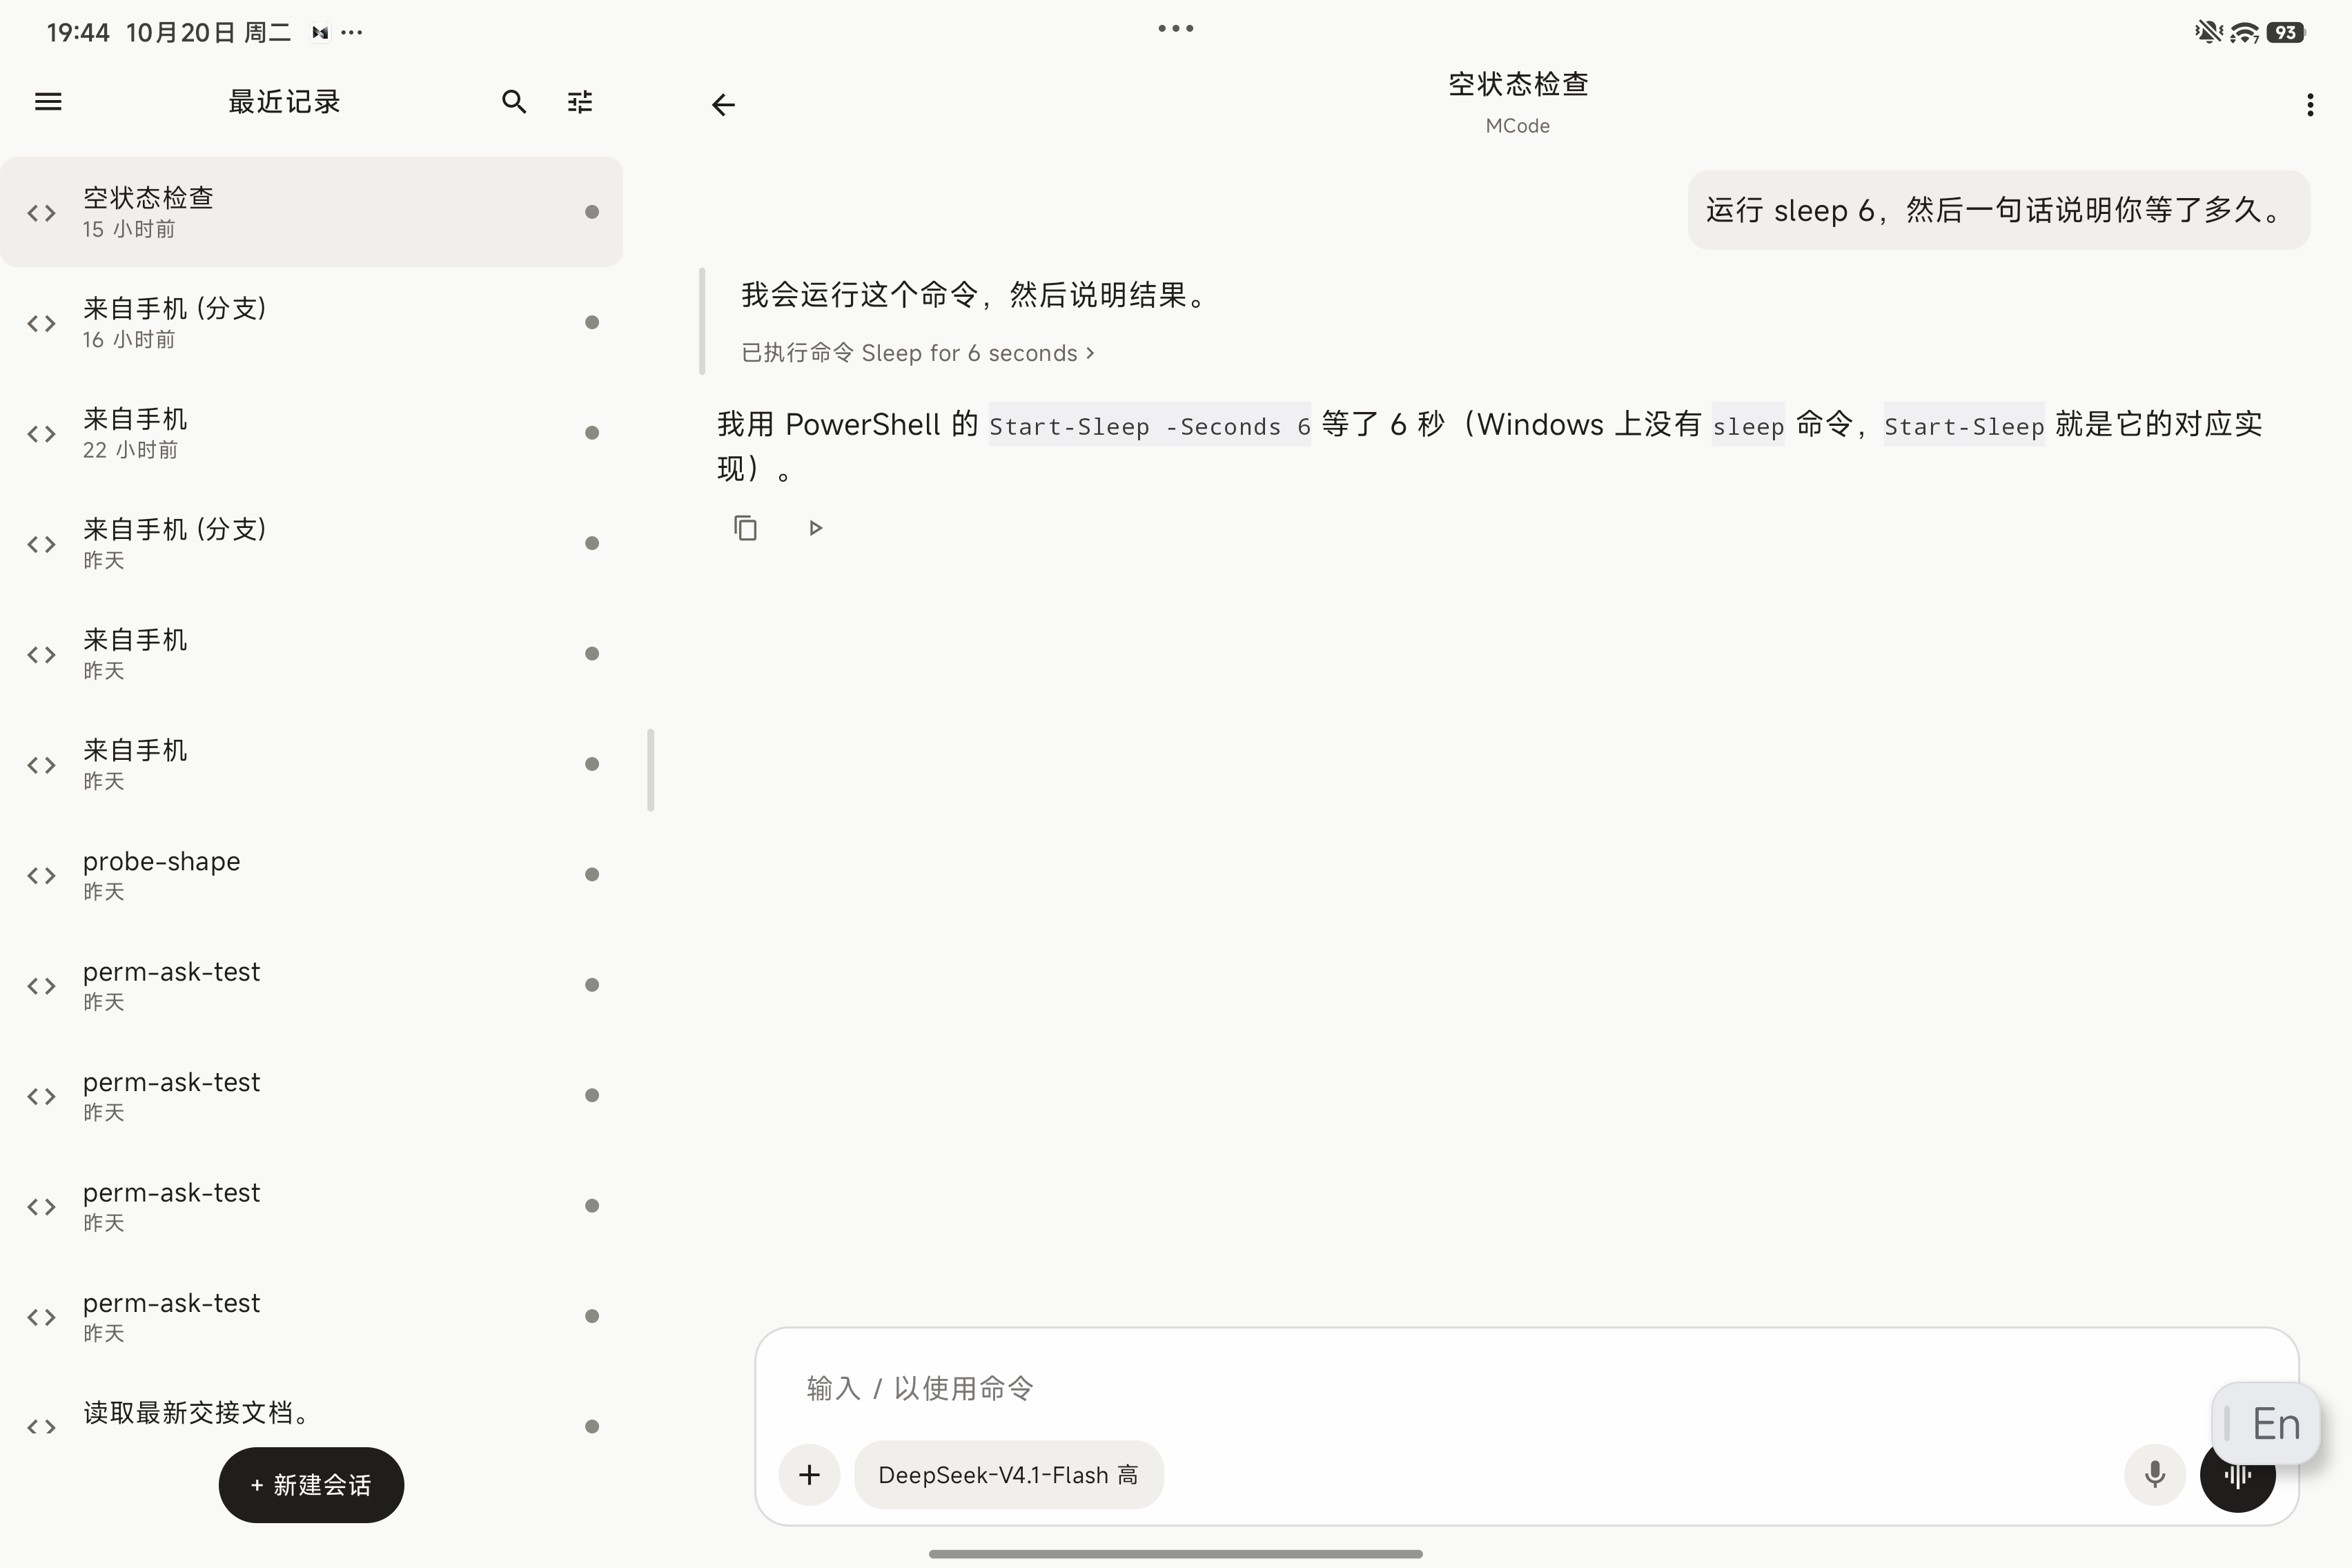 19:44 10月20日 周二
93
最近记录
空状态检查
15 小时前
来自手机 (分支)
16 小时前
来自手机
22 小时前
来自手机 (分支)
昨天
来自手机
昨天
来自手机
昨天
probe-shape
昨天
perm-ask-test
昨天
perm-ask-test
昨天
perm-ask-test
昨天
perm-ask-test
昨天
读取最新交接文档。
+ 新建会话
空状态检查
MCode
运行 sleep 6，然后一句话说明你等了多久。
我会运行这个命令，然后说明结果。
已执行命令 Sleep for 6 seconds
我用 PowerShell 的 Start-Sleep -Seconds 6 等了 6 秒（Windows 上没有 sleep 命令，Start-Sleep 就是它的对应实
现）。
输入 / 以使用命令
DeepSeek-V4.1-Flash 高
En